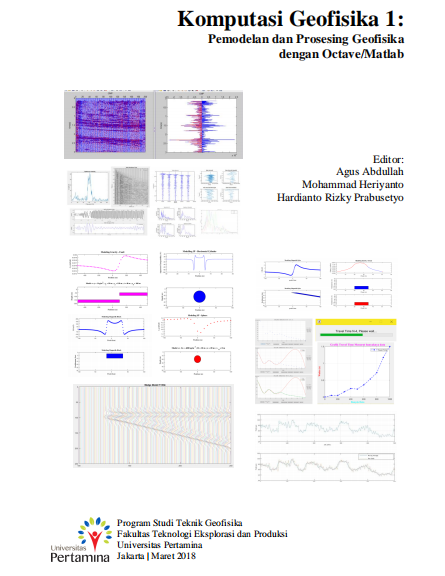 Komputasi Geofisika 1:
Pemodelan dan Prosesing Geofisika
dengan Octave/Matlab
Editor:
Agus Abdullah
Mohammad Heriyanto
Hardianto Rizky Prabusetyo
Universitas
Pertamina
Program Studi Teknik Geofisika
Fakultas Teknologi Eksplorasi dan Produksi
Universitas Pertamina
Jakarta | Maret 2018